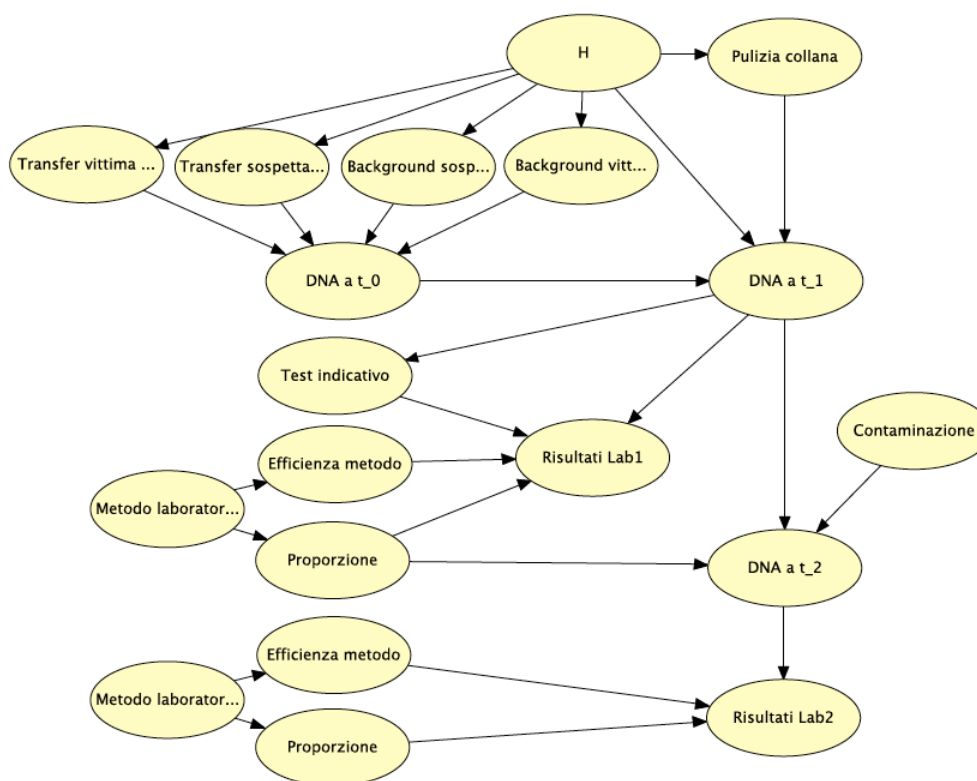 H
Pulizia collana
Transfer vittima ...
Transfer sospetta...
Background sosp...
Background vitt...
DNA a t_0
DNA a t_1
Test indicativo
Contaminazione
Risultati Lab1
Efficienza metodo
Metodo laborator...
Proporzione
DNA a t_2
Efficienza metodo
Metodo laborator...
Risultati Lab2
Proporzione